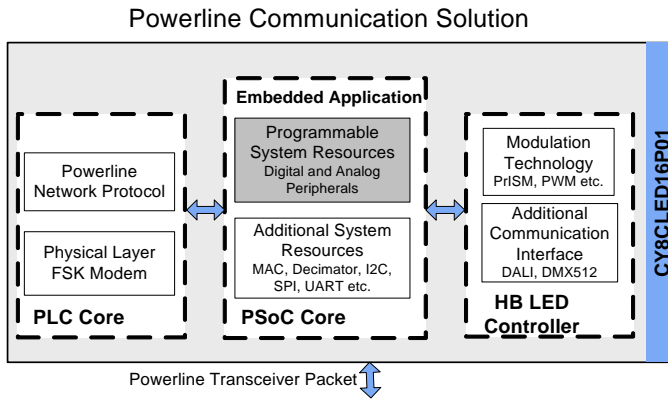 Powerline Communication Solution
Embedded Application
Powerline
Network Protocol
Physical Layer
FSK Modem
PLC Core
Programmable
System Resources
Digital and Analog
Peripherals
Additional System
Resources
MAC, Decimator, I2C,
SPI, UART etc.
PSoC Core
Modulation
Technology
PrISM, PWM etc.
Additional
Communication
Interface
DALI, DMX512
HB LED
Controller
CY8CLED16P01
Powerline Transceiver Packet